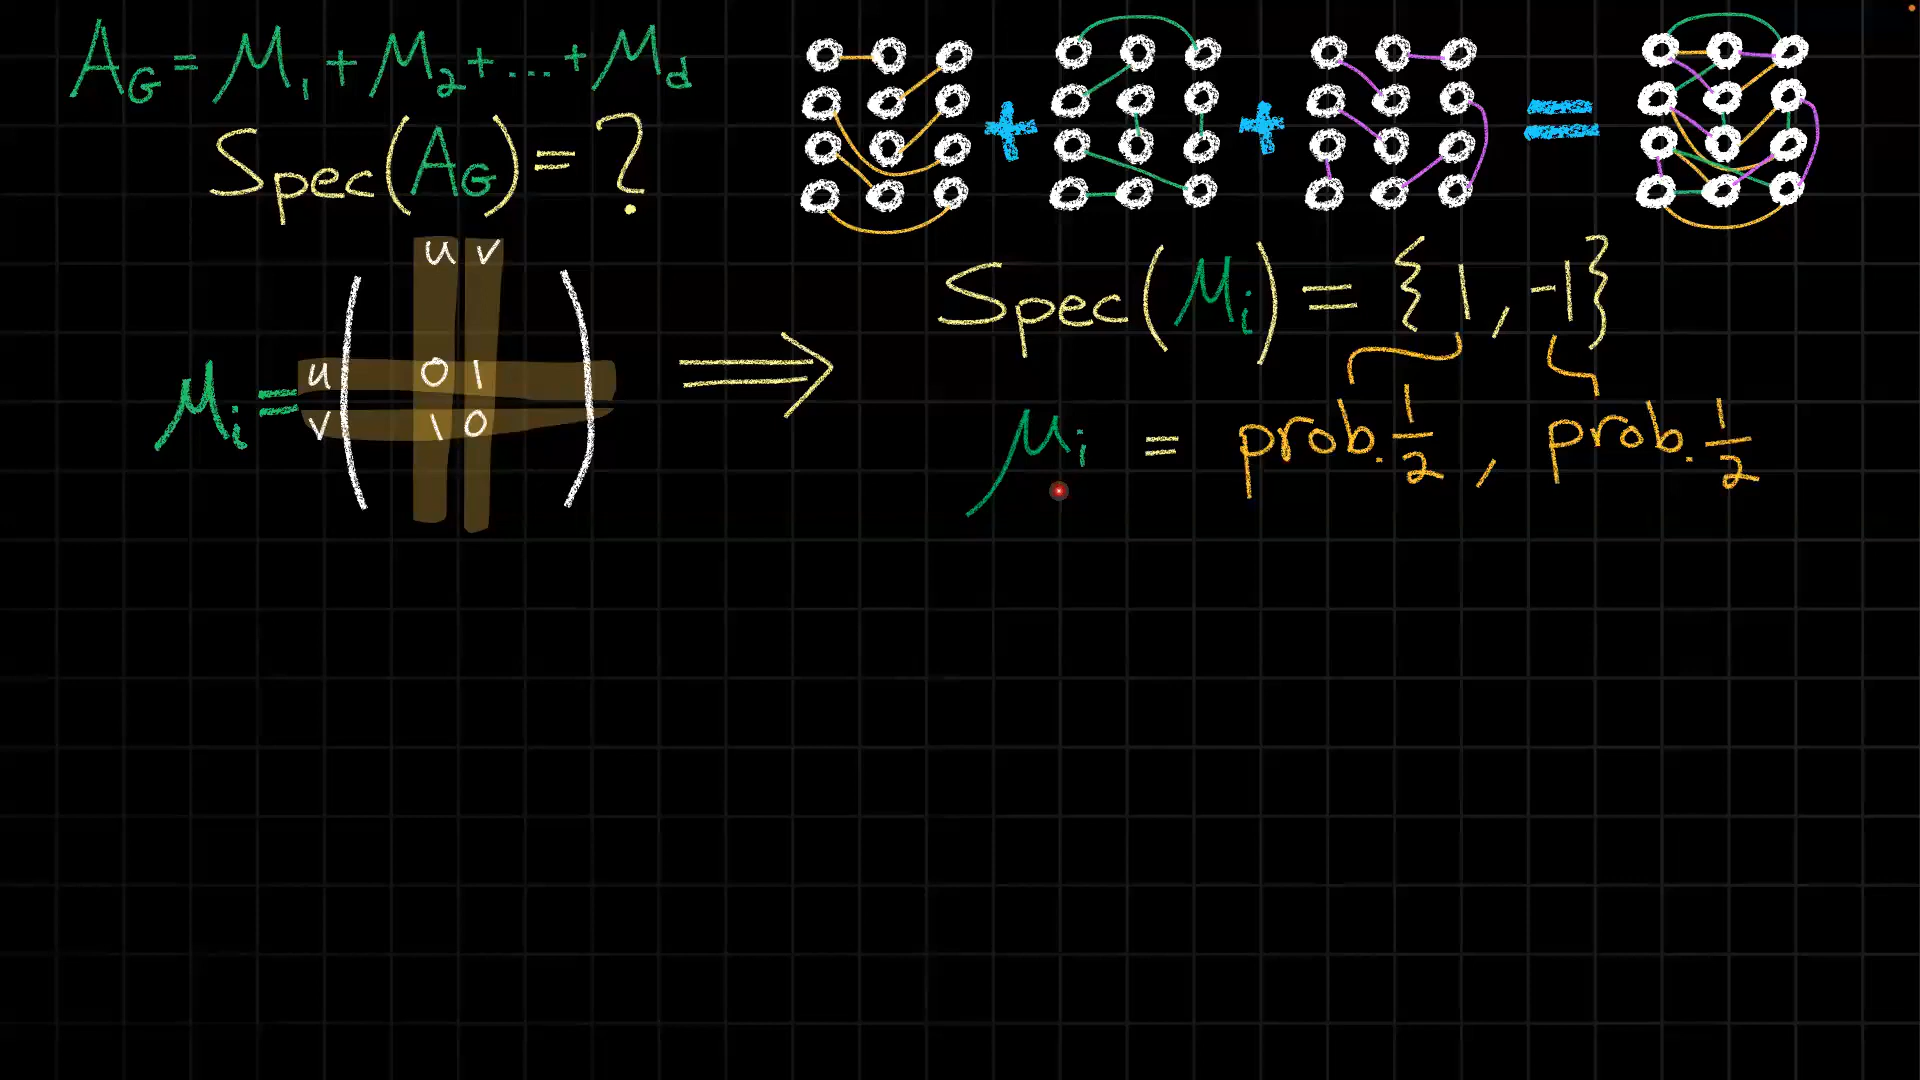 A_G = M_1 + M_2 + ... + M_d
Spec(A_G) = ?
u v
u 0 1
M_i =
v 1 0
+ + =
⟹ Spec(M_i) = {1, -1}
μ_i = prob. 1/2, prob. 1/2